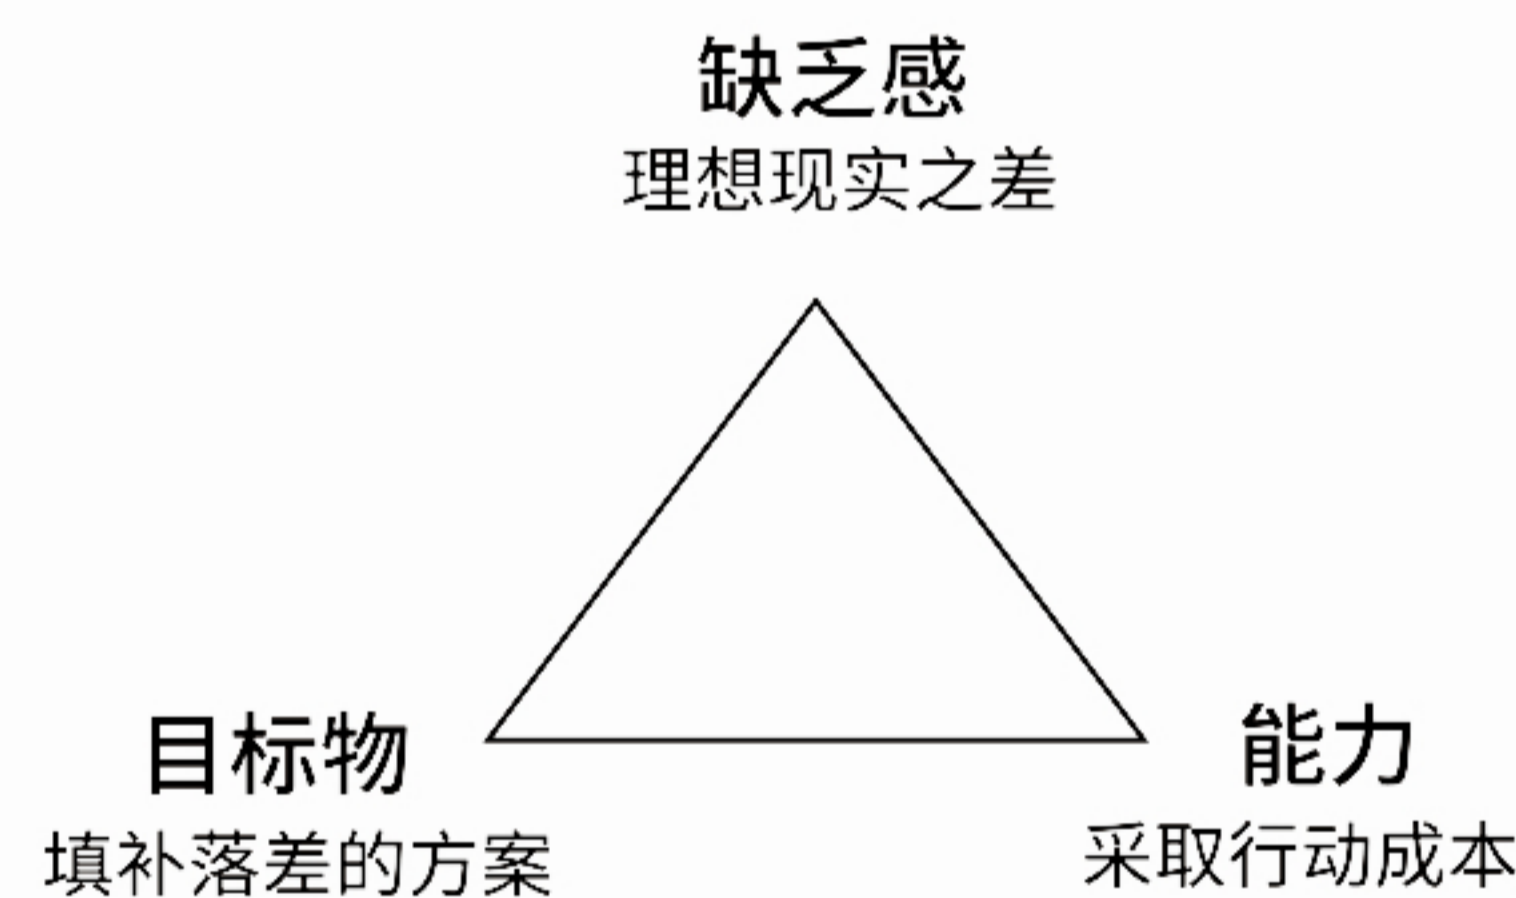 缺乏感
理想现实之差
目标物
填补落差的方案
能力
采取行动成本